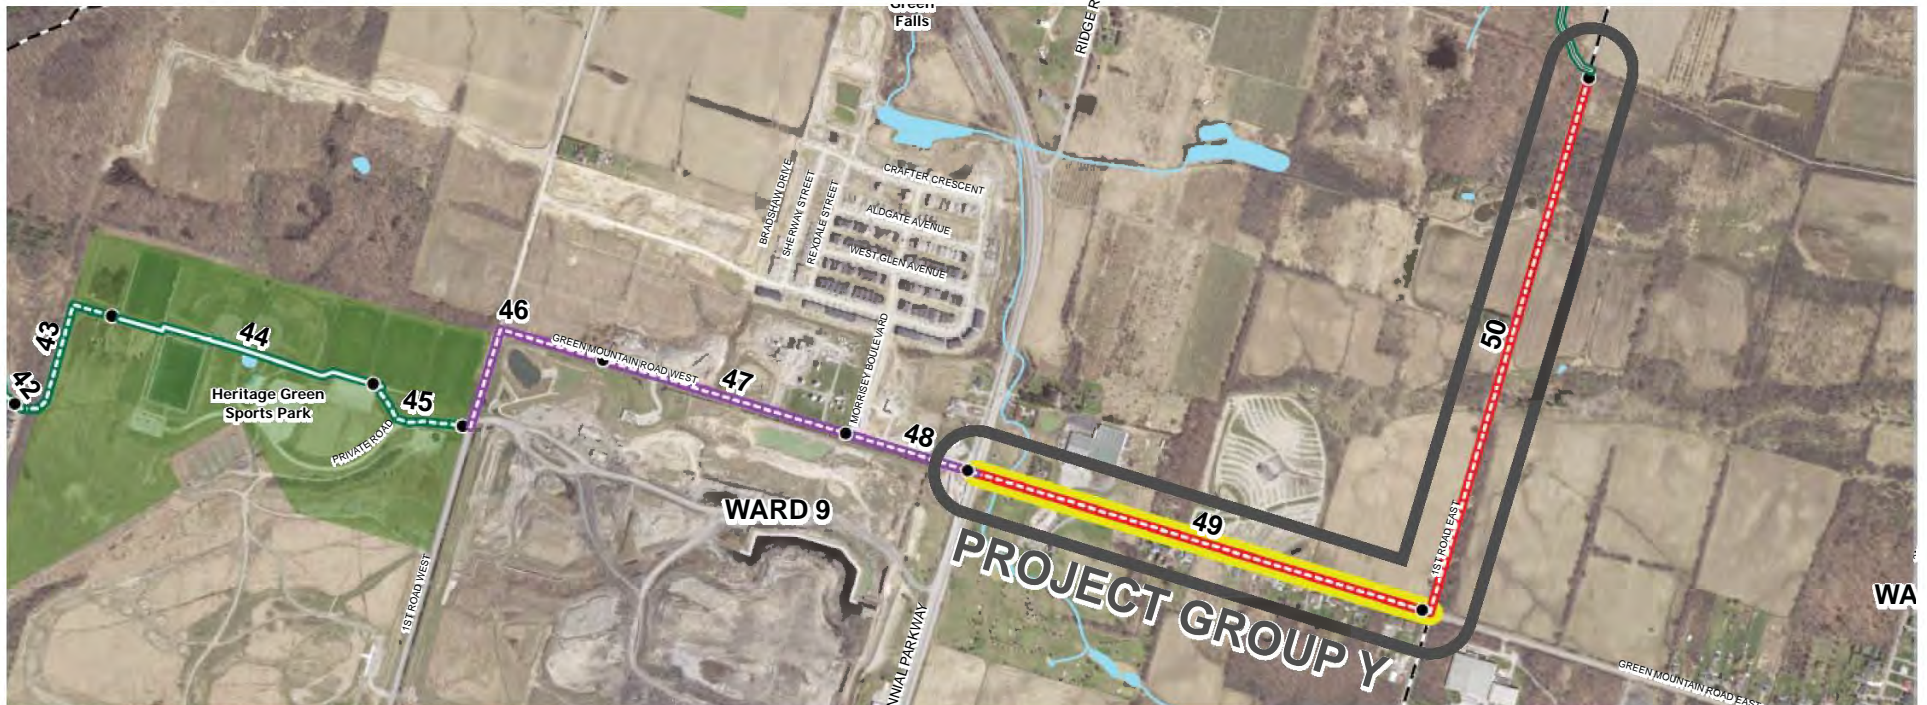 Green
Falls
RIDGE R
CRAFTER CRESCENT
BRADSHAW DRIVE
SHERWAY STREET
REXDALE STREET
ALDGATE AVENUE
WEST GLEN AVENUE
46
43
44
GREEN MOUNTAIN ROAD WEST
MORRISEY BOULEVARD
50
42
Heritage Green
Sports Park
45
47
48
PRIVATE ROAD
WARD 9
49
1ST ROAD EAST
PROJECT GROUP Y
1ST ROAD WEST
NNIAL PARKWAY
WA
GREEN MOUNTAIN ROAD EAST